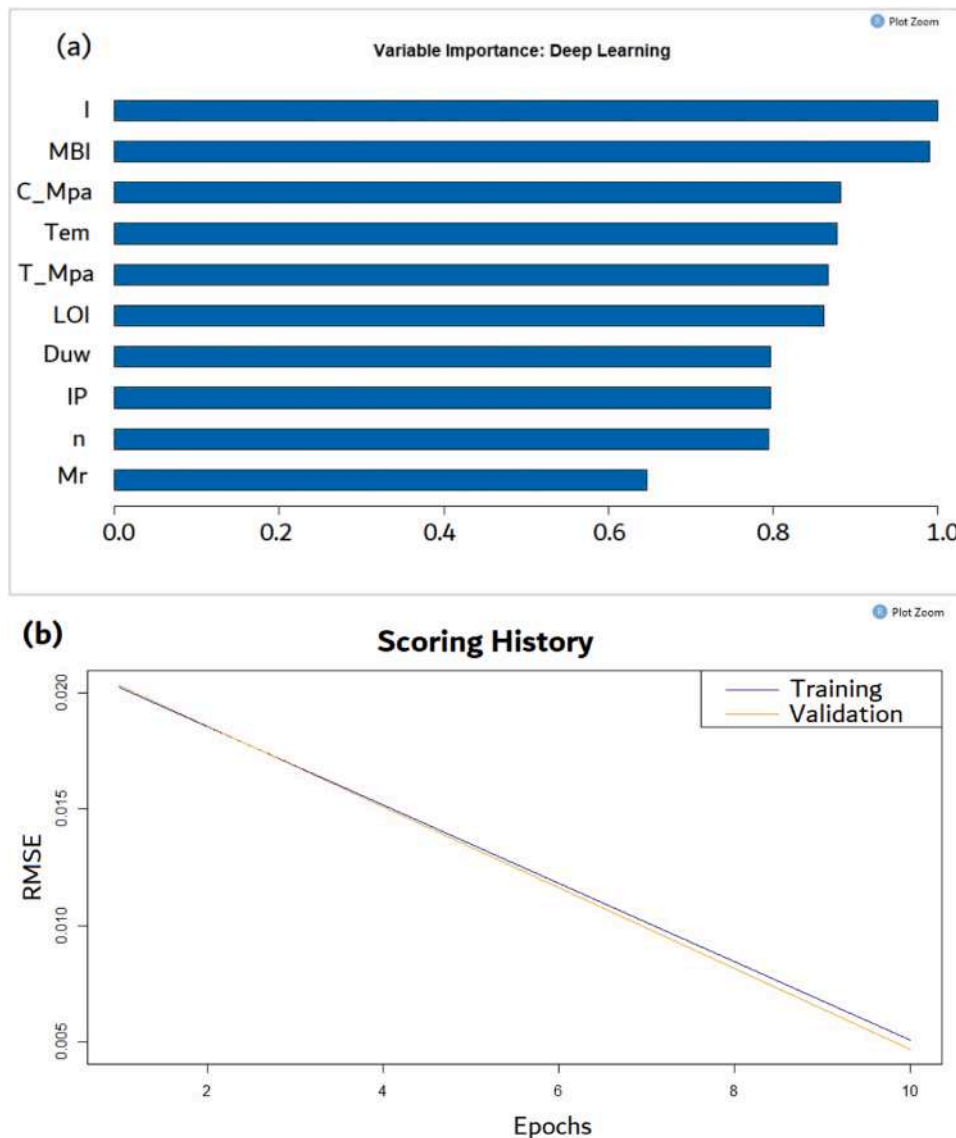 R Plot Zoom
(a)
Variable Importance: Deep Learning
I
MBI
C_Mpa
Tem
T_Mpa
LOI
Duw
IP
n
Mr
0.0 0.2 0.4 0.6 0.8 1.0
R Plot Zoom
(b)
Scoring History
Training
Validation
0.020
0.015
0.010
0.005
RMSE
2 4 6 8 10
Epochs